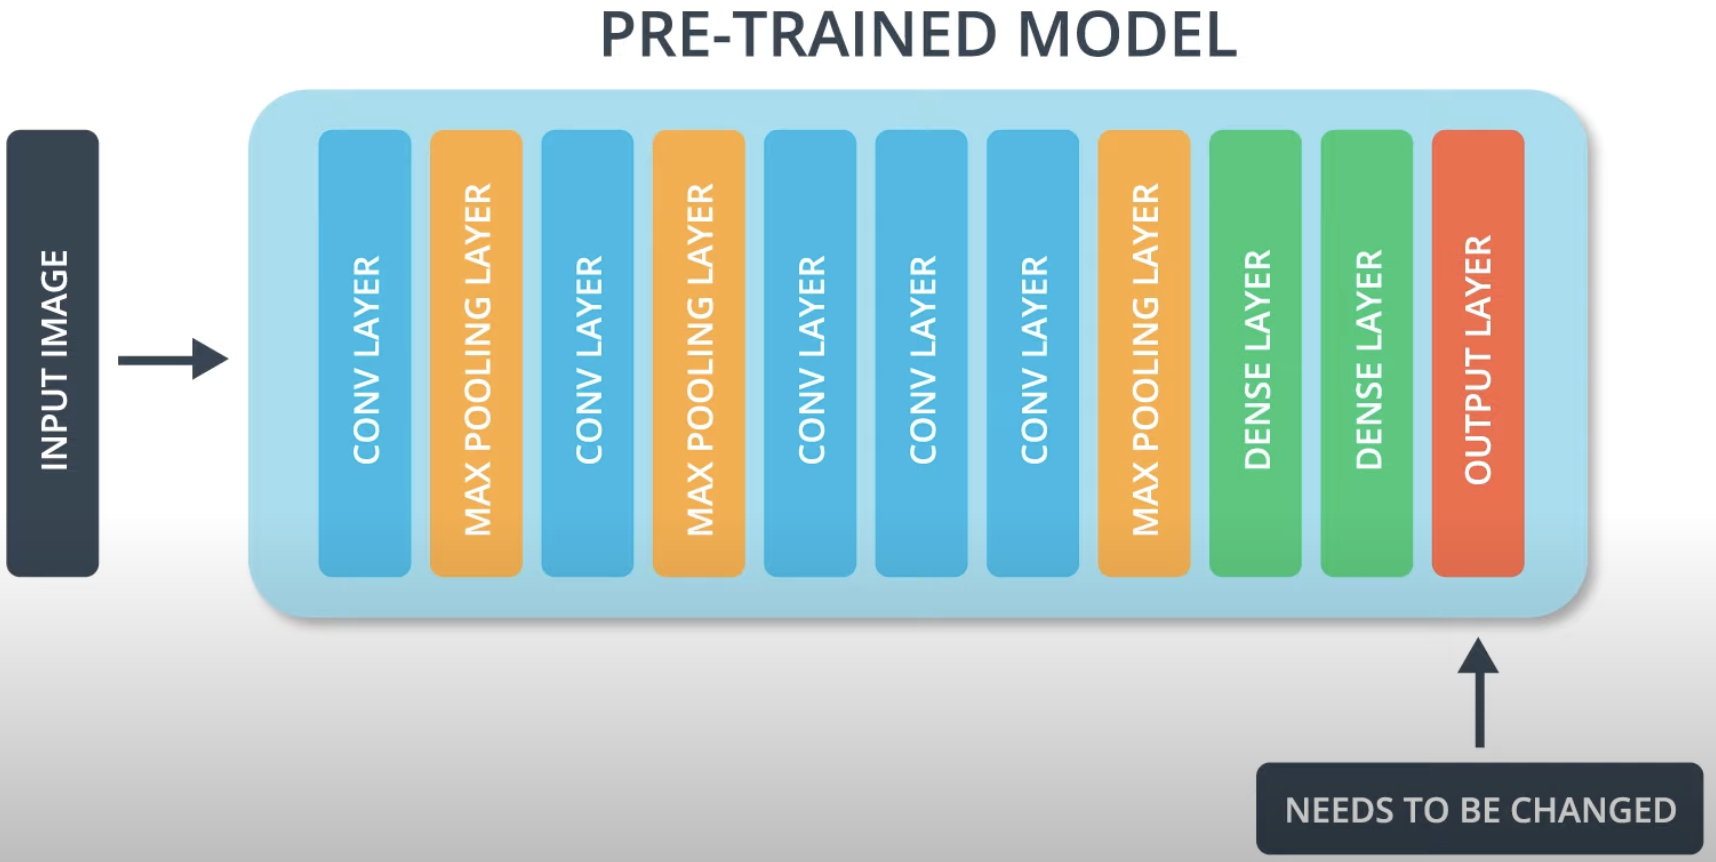 PRE-TRAINED MODEL
INPUT IMAGE
CONV LAYER
MAX POOLING LAYER
CONV LAYER
MAX POOLING LAYER
CONV LAYER
CONV LAYER
CONV LAYER
MAX POOLING LAYER
DENSE LAYER
DENSE LAYER
OUTPUT LAYER
NEEDS TO BE CHANGED